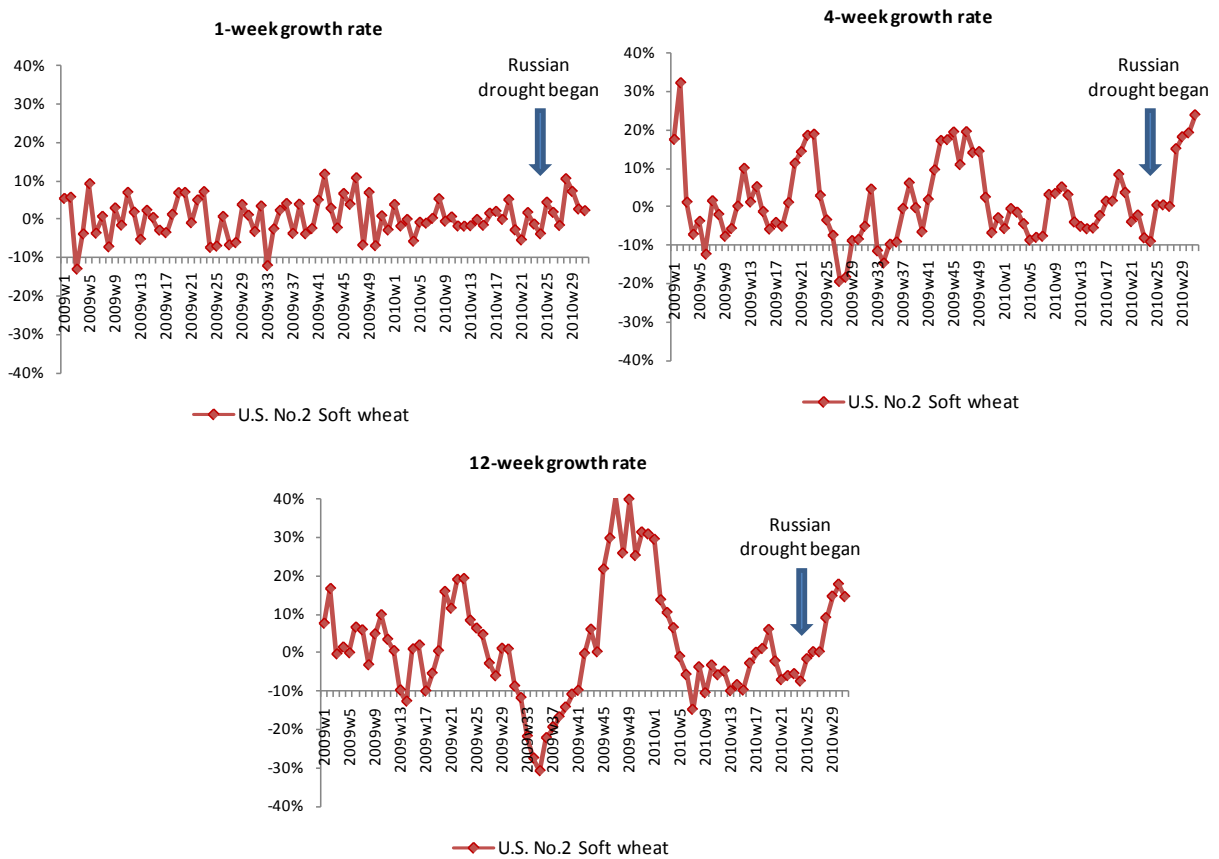 1-week growth rate
40%
30%
20%
10%
0%
-10%
-20%
-30%
-40%
Russian
drought began
2009w1
2009w5
2009w9
2009w13
2009w17
2009w21
2009w25
2009w29
2009w33
2009w37
2009w41
2009w45
2009w49
2010w1
2010w5
2010w9
2010w13
2010w17
2010w21
2010w25
2010w29
U.S. No.2 Soft wheat
4-week growth rate
40%
30%
20%
10%
0%
-10%
-20%
-30%
-40%
Russian
drought began
2009w1
2009w5
2009w9
2009w13
2009w17
2009w21
2009w25
2009w29
2009w33
2009w37
2009w41
2009w45
2009w49
2010w1
2010w5
2010w9
2010w13
2010w17
2010w21
2010w25
2010w29
U.S. No.2 Soft wheat
12-week growth rate
40%
30%
20%
10%
0%
-10%
-20%
-30%
-40%
Russian
drought began
2009w1
2009w5
2009w9
2009w13
2009w17
2009w21
2009w25
2009w29
2009w33
2009w37
2009w41
2009w45
2009w49
2010w1
2010w5
2010w9
2010w13
2010w17
2010w21
2010w25
2010w29
U.S. No.2 Soft wheat